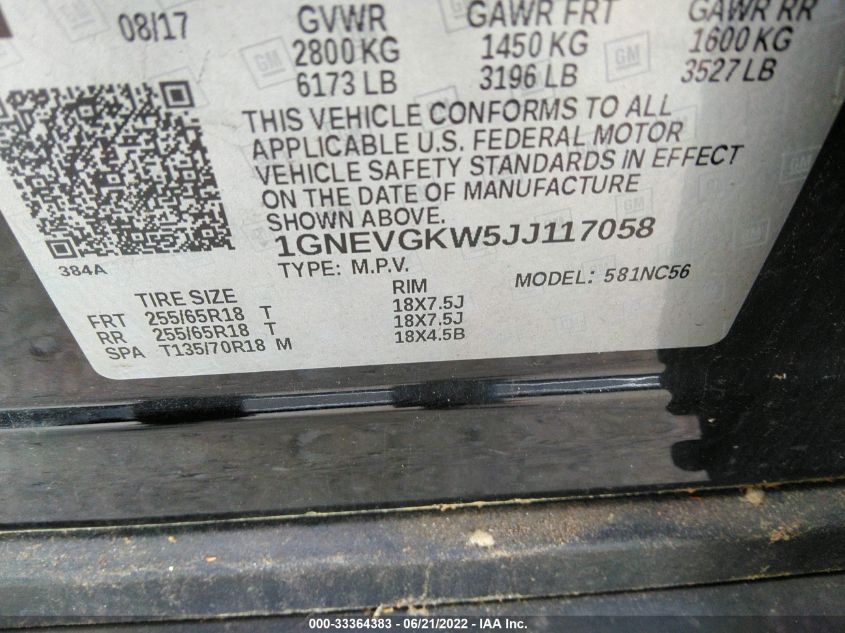 08/17 GVWR GAWR FRT GAWR RR
2800 KG 1450 KG 1600 KG
6173 LB 3196 LB 3527 LB
THIS VEHICLE CONFORMS TO ALL
APPLICABLE U.S. FEDERAL MOTOR
VEHICLE SAFETY STANDARDS IN EFFECT
ON THE DATE OF MANUFACTURE
SHOWN ABOVE.
1GNEVGKW5JJ117058
384A TYPE: M.P.V. MODEL: 581NC56
TIRE SIZE RIM
FRT 255/65R18 T 18X7.5J
RR 255/65R18 T 18X7.5J
SPA T135/70R18 M 18X4.5B
000-33364383 - 06/21/2022 - IAA Inc.